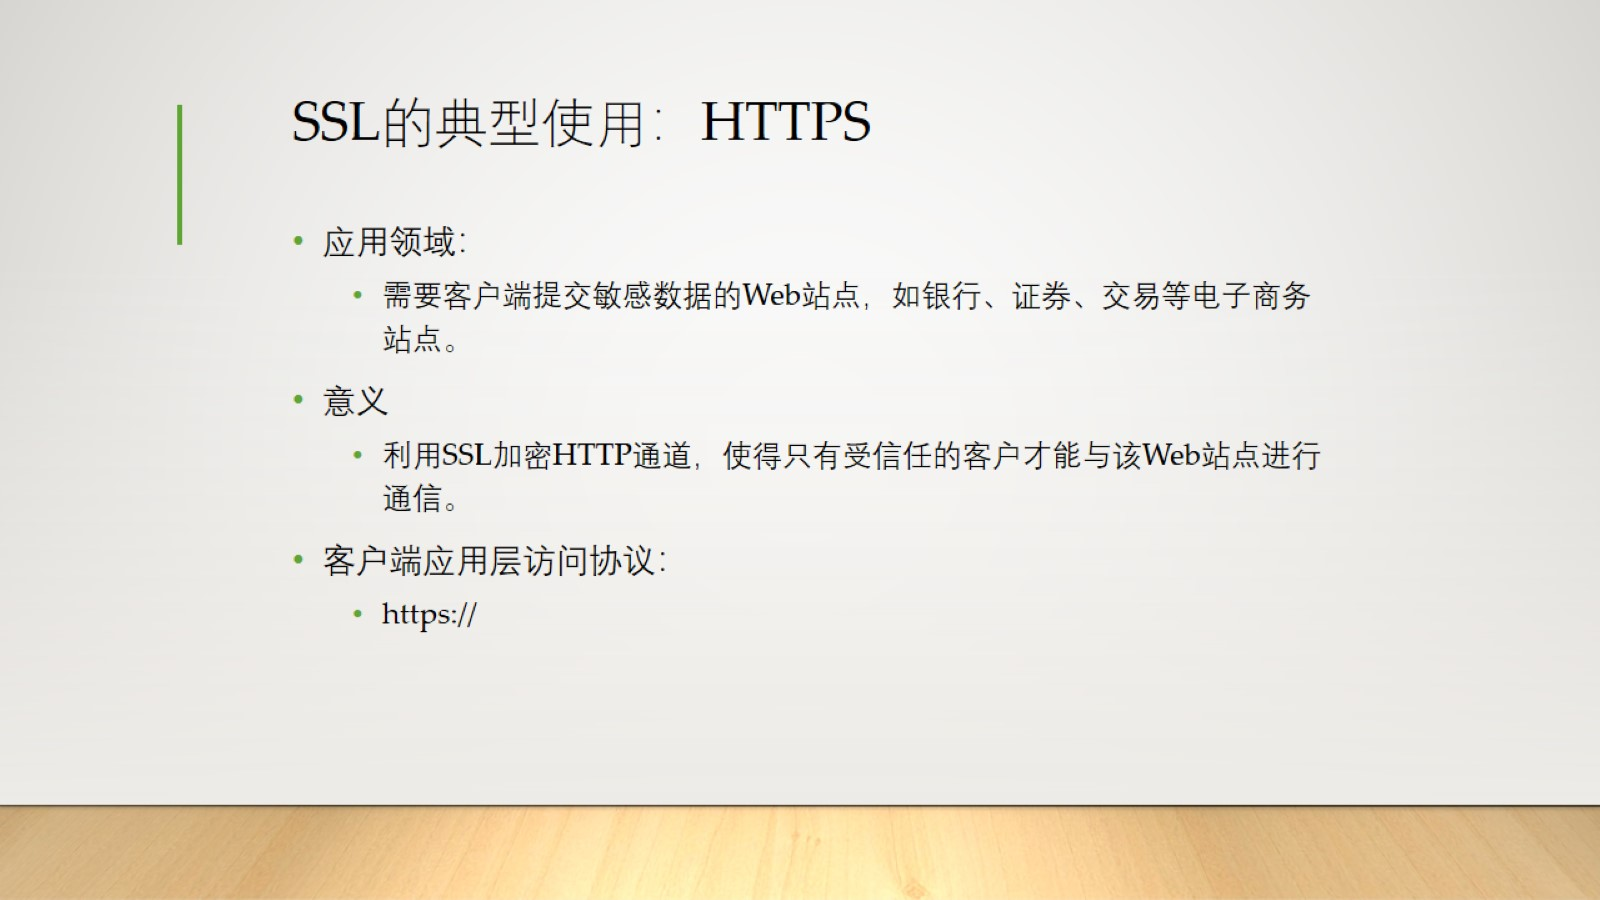 SSL的典型使用：HTTPS
• 应用领域：
• 需要客户端提交敏感数据的Web站点，如银行、证券、交易等电子商务
站点。
• 意义
• 利用SSL加密HTTP通道，使得只有受信任的客户才能与该Web站点进行
通信。
• 客户端应用层访问协议：
• https://